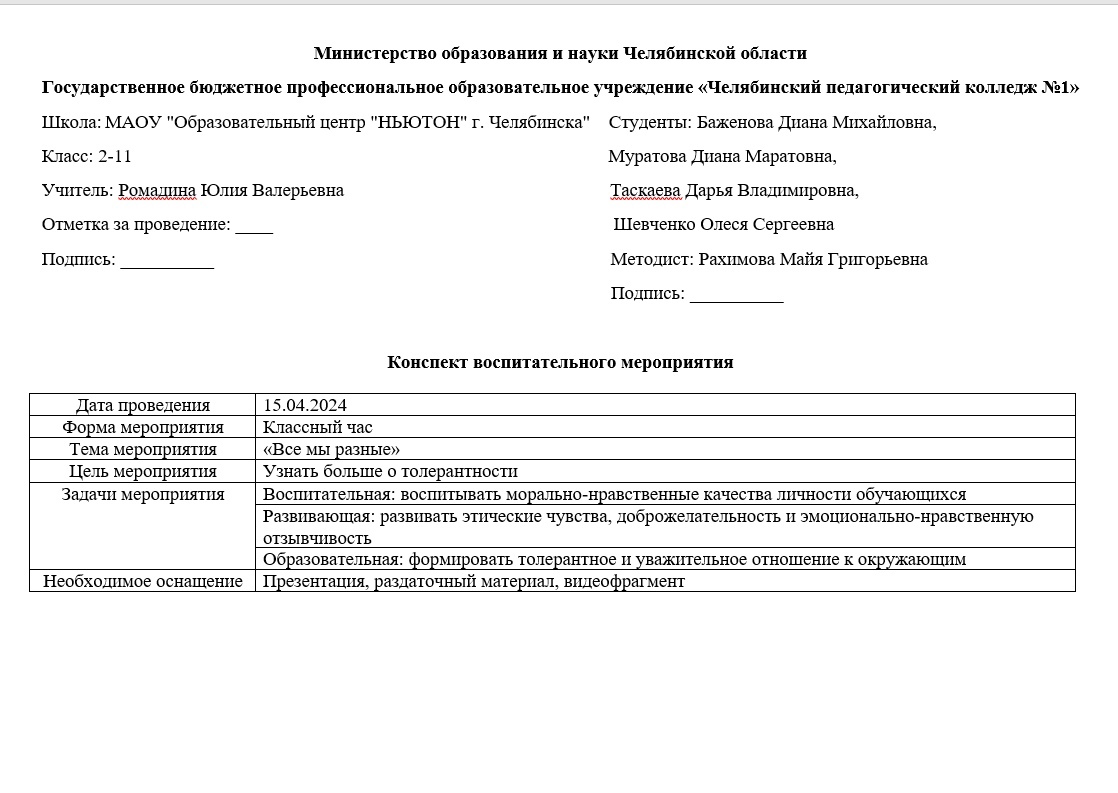 Министерство образования и науки Челябинской области
Государственное бюджетное профессиональное образовательное учреждение «Челябинский педагогический колледж №1»
Школа: МАОУ "Образовательный центр "НЬЮТОН" г. Челябинска" Студенты: Баженова Диана Михайловна,
Класс: 2-11 Муратова Диана Маратовна,
Учитель: Ромадина Юлия Валерьевна Таскаева Дарья Владимировна,
Отметка за проведение: ____ Шевченко Олеся Сергеевна
Подпись: __________ Методист: Рахимова Майя Григорьевна
Подпись: __________
Конспект воспитательного мероприятия
Дата проведения 15.04.2024
Форма мероприятия Классный час
Тема мероприятия «Все мы разные»
Цель мероприятия Узнать больше о толерантности
Задачи мероприятия Воспитательная: воспитывать морально-нравственные качества личности обучающихся
Развивающая: развивать этические чувства, доброжелательность и эмоционально-нравственную
отзывчивость
Образовательная: формировать толерантное и уважительное отношение к окружающим
Необходимое оснащение Презентация, раздаточный материал, видеофрагмент